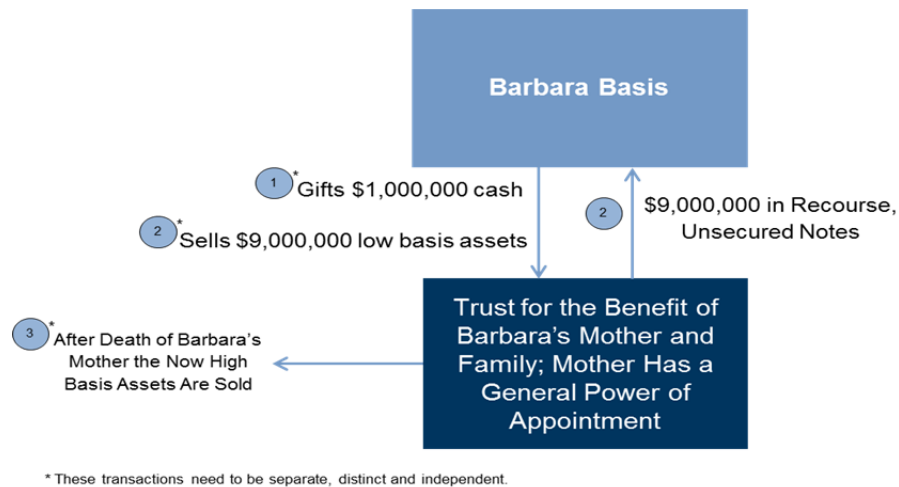 Barbara Basis
1
*
Gifts $1,000,000 cash
2
*
Sells $9,000,000 low basis assets
2
$9,000,000 in Recourse,
Unsecured Notes
Trust for the Benefit of
Barbara's Mother and
Family; Mother Has a
General Power of
Appointment
3
*
After Death of Barbara's
Mother the Now High
Basis Assets Are Sold
* These transactions need to be separate, distinct and independent.